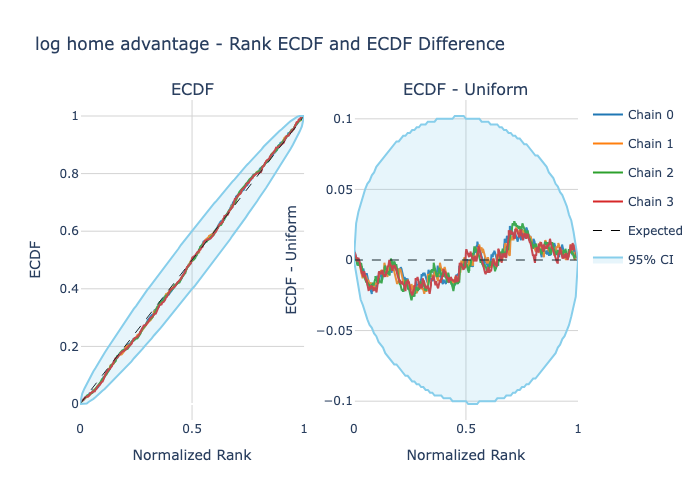 log home advantage - Rank ECDF and ECDF Difference
ECDF
ECDF - Uniform
ECDF
1
0.8
0.6
0.4
0.2
0
0
0.5
1
Normalized Rank
ECDF - Uniform
0.1
0.05
0
−0.05
−0.1
0
0.5
1
Normalized Rank
Chain 0
Chain 1
Chain 2
Chain 3
Expected
95% CI